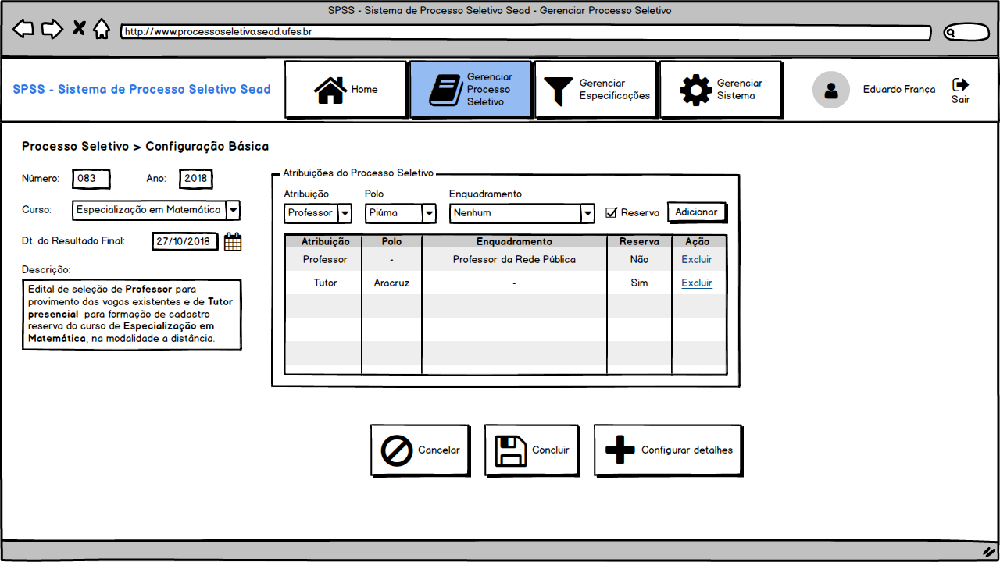 SPSS - Sistema de Processo Seletivo Sead - Gerenciar Processo Seletivo
http://www.processoseletivo.sead.ufes.br
SPSS - Sistema de Processo Seletivo Sead
Home
Gerenciar
Processo
Seletivo
Gerenciar
Especificações
Gerenciar
Sistema
Eduardo França
Sair
Processo Seletivo > Configuração Básica
Número: 083 Ano: 2018
Curso: Especialização em Matemática
Dt. do Resultado Final: 27/10/2018
Descrição:
Edital de seleção de Professor para
provimento das vagas existentes e de Tutor
presencial para formação de cadastro
reserva do curso de Especialização em
Matemática, na modalidade a distância.
Atribuições do Processo Seletivo
Atribuição Polo Enquadramento
Professor Piúma Nenhum Reserva Adicionar
Atribuição Polo Enquadramento Reserva Ação
Professor - Professor da Rede Pública Não Excluir
Tutor Aracruz - Sim Excluir
Cancelar Concluir Configurar detalhes